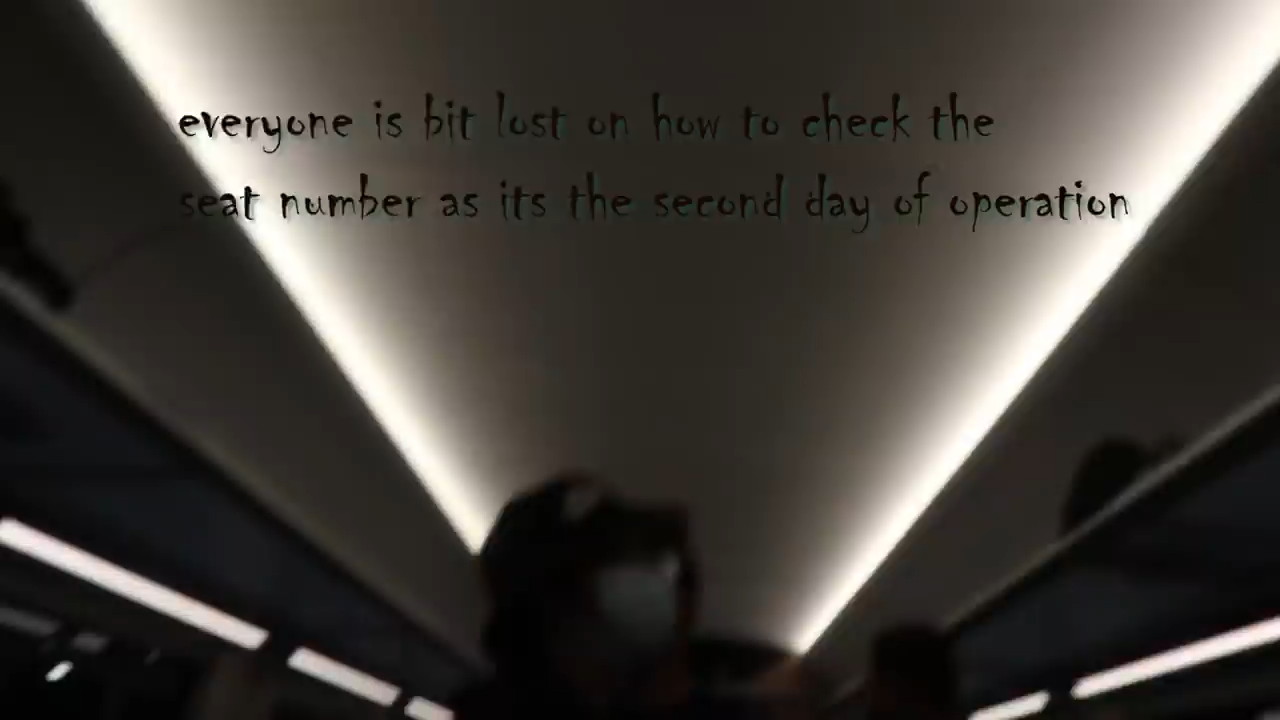 everyone is bit lost on how to check the
seat number as its the second day of operation